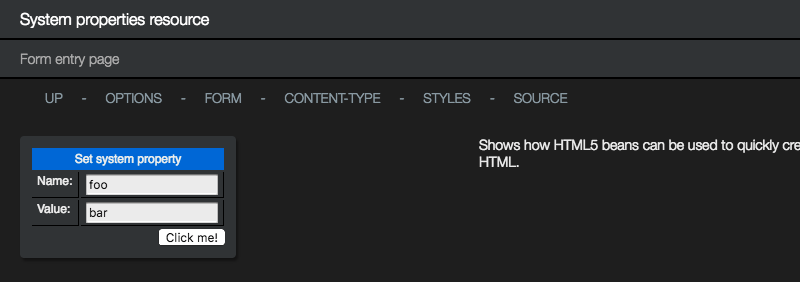 System properties resource
Form entry page
UP - OPTIONS - FORM - CONTENT-TYPE - STYLES - SOURCE
Set system property
Name: foo
Value: bar
Click me!
Shows how HTML5 beans can be used to quickly
HTML.